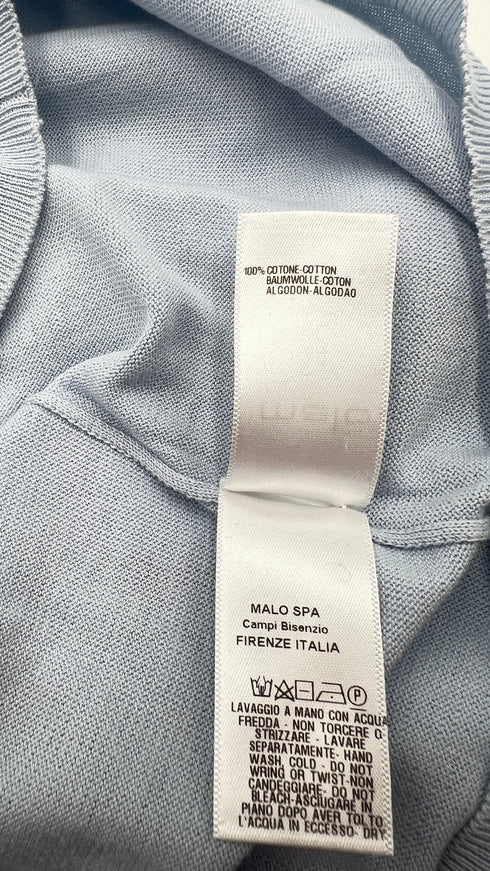 100% COTONE-COTTON
BAUMWOLLE-COTON
ALGODON-ALGODAO
malo
MALO SPA
Campi Bisenzio
FIRENZE ITALIA
P
LAVAGGIO A MANO CON ACQUA
FREDDA - NON TORCERE O
STRIZZARE - LAVARE
SEPARATAMENTE- HAND
WASH, COLD - DO NOT
WRING OR TWIST-NON
CANDEGGIARE- DO NOT
BLEACH-ASCIUGARE IN
PIANO DOPO AVER TOLTO
L'ACQUA IN ECCESSO- DRY